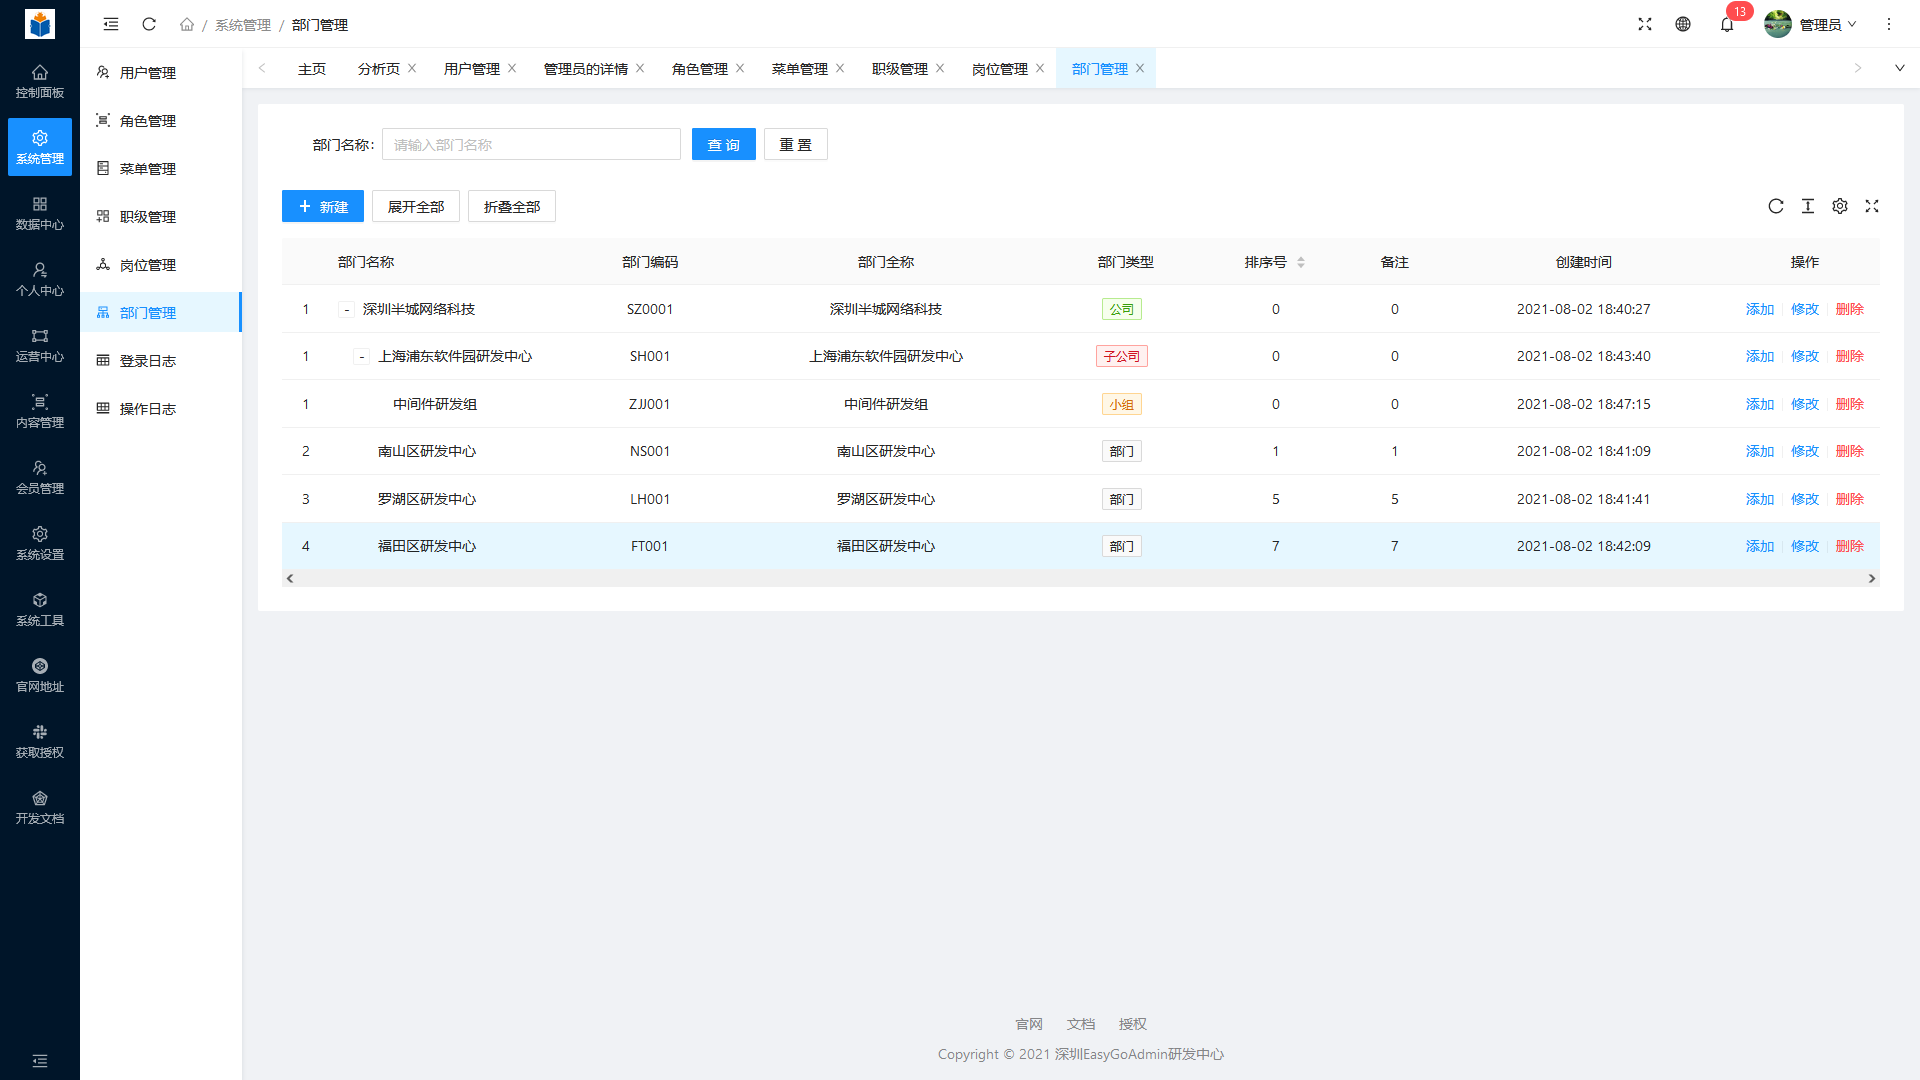 系统管理 / 部门管理
13
管理员
控制面板
系统管理
数据中心
个人中心
运营中心
内容管理
会员管理
系统设置
系统工具
官网地址
获取授权
开发文档
用户管理
角色管理
菜单管理
职级管理
岗位管理
部门管理
登录日志
操作日志
主页 分析页 用户管理 管理员的详情 角色管理 菜单管理 职级管理 岗位管理 部门管理
部门名称: 请输入部门名称 查 询 重 置
+ 新建 展开全部 折叠全部
部门名称 部门编码 部门全称 部门类型 排序号 备注 创建时间 操作
1 - 深圳半城网络科技 SZ0001 深圳半城网络科技 公司 0 0 2021-08-02 18:40:27 添加 修改 删除
1 - 上海浦东软件园研发中心 SH001 上海浦东软件园研发中心 子公司 0 0 2021-08-02 18:43:40 添加 修改 删除
1 中间件研发组 ZJJ001 中间件研发组 小组 0 0 2021-08-02 18:47:15 添加 修改 删除
2 南山区研发中心 NS001 南山区研发中心 部门 1 1 2021-08-02 18:41:09 添加 修改 删除
3 罗湖区研发中心 LH001 罗湖区研发中心 部门 5 5 2021-08-02 18:41:41 添加 修改 删除
4 福田区研发中心 FT001 福田区研发中心 部门 7 7 2021-08-02 18:42:09 添加 修改 删除
官网 文档 授权
Copyright © 2021 深圳EasyGoAdmin研发中心